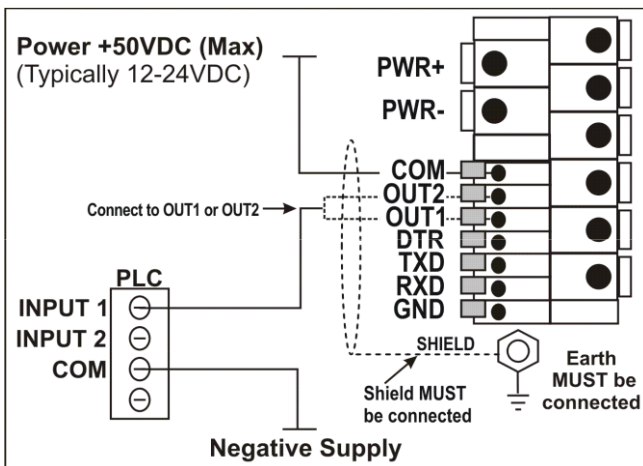 Power +50VDC (Max)
(Typically 12-24VDC)
PWR+
PWR-
COM
OUT2
OUT1
DTR
TXD
RXD
GND
Connect to OUT1 or OUT2
PLC
INPUT 1
INPUT 2
COM
SHIELD
Shield MUST
be connected
Earth
MUST be
connected
Negative Supply